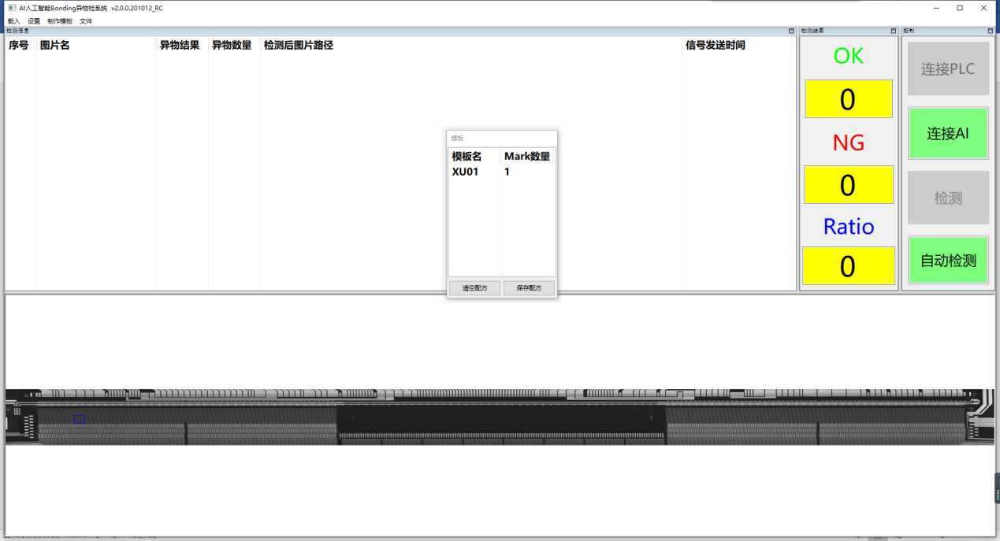 AI人工智能Bonding异物检系统 v2.0.0.201012_RC
载入 设置 制作模板 文件
检测信息
序号 图片名 异物结果 异物数量 检测后图片路径 信号发送时间
模板
模板名 Mark数量
XU01 1
清空配方 保存配方
检测结果
OK
0
NG
0
Ratio
0
控制
连接PLC
连接AI
检测
自动检测